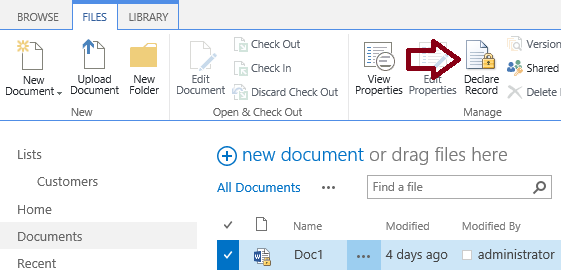 BROWSE FILES LIBRARY
New Document
Upload Document
New Folder
New
Edit Document
Check Out
Check In
Discard Check Out
Open & Check Out
View Properties
Edit Properties
Declare Record
Version
Shared
Delete
Manage
Lists
Customers
Home
Documents
Recent
new document or drag files here
All Documents ••• Find a file
Name Modified Modified By
Doc1 ••• 4 days ago administrator